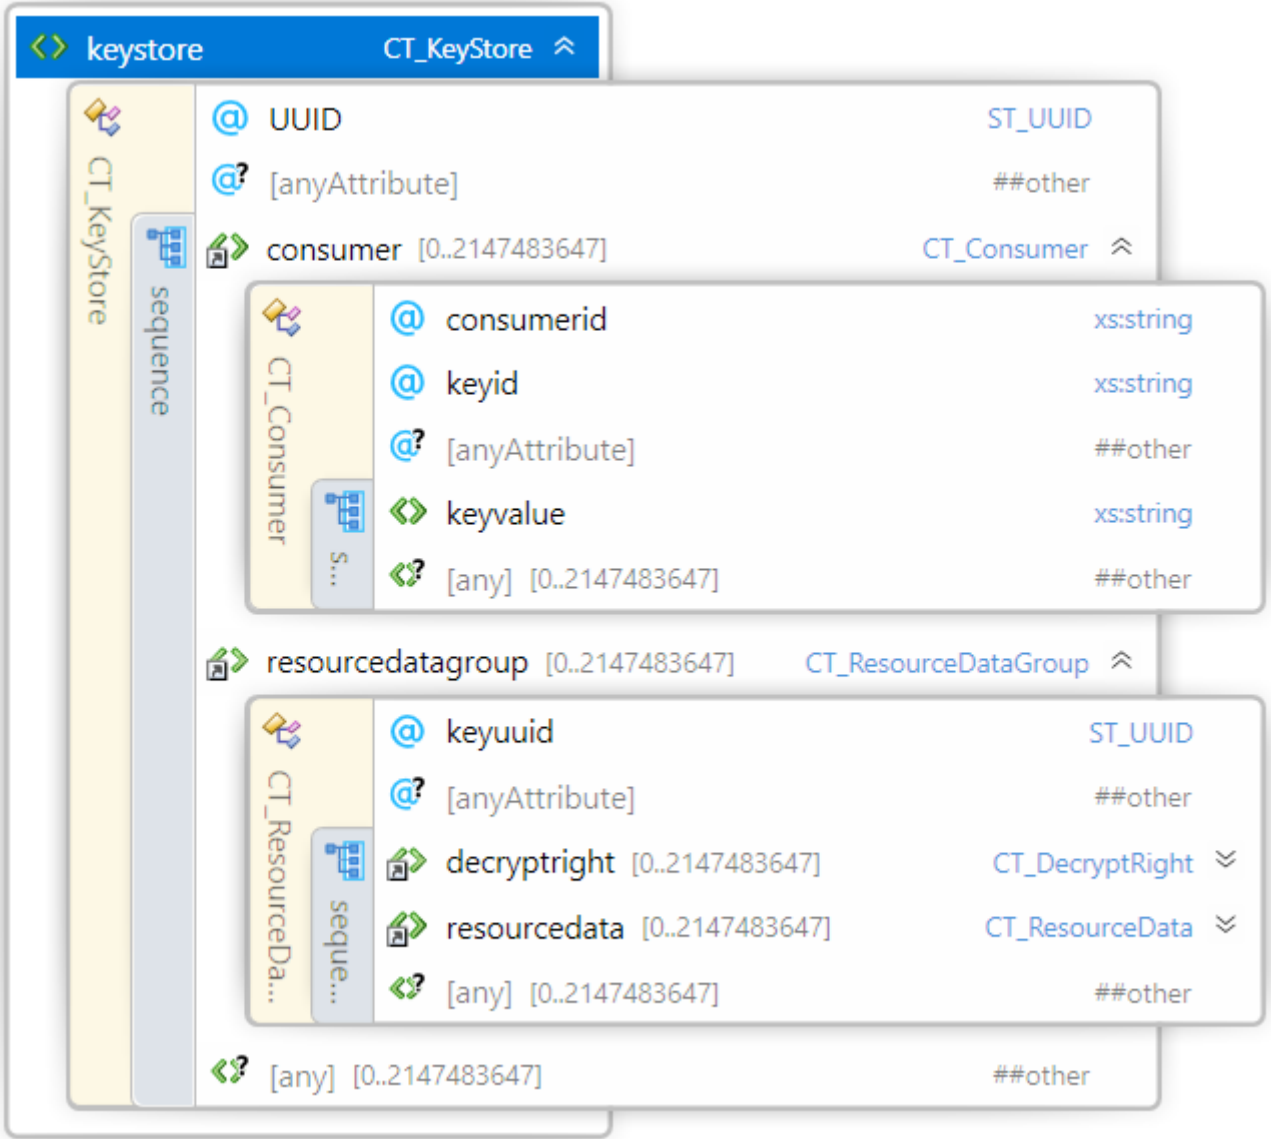 keystore CT_KeyStore
CT_KeyStore
sequence
@ UUID ST_UUID
@? [anyAttribute] ##other
consumer [0..2147483647] CT_Consumer
CT_Consumer
s...
@ consumerid xs:string
@ keyid xs:string
@? [anyAttribute] ##other
keyvalue xs:string
? [any] [0..2147483647] ##other
resourcedatagroup [0..2147483647] CT_ResourceDataGroup
CT_ResourceDa...
seque...
@ keyuuid ST_UUID
@? [anyAttribute] ##other
decryptright [0..2147483647] CT_DecryptRight
resourcedata [0..2147483647] CT_ResourceData
? [any] [0..2147483647] ##other
? [any] [0..2147483647] ##other